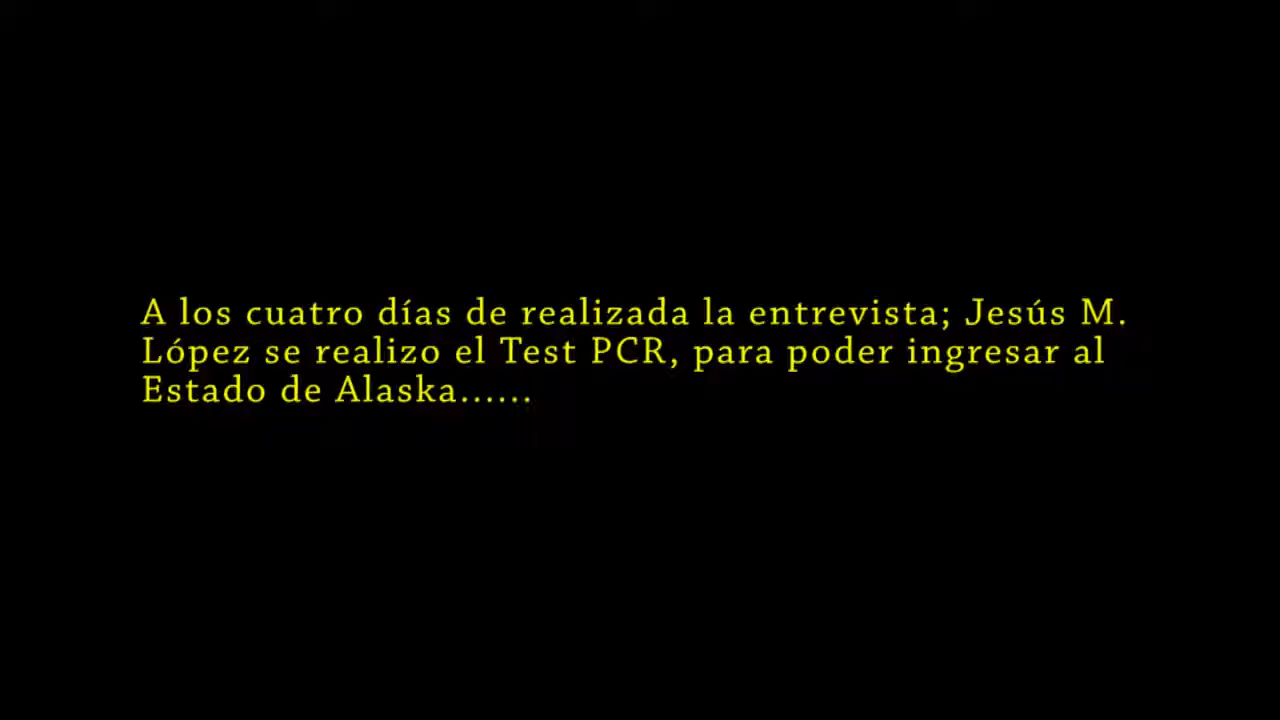 A los cuatro días de realizada la entrevista; Jesús M.
López se realizo el Test PCR, para poder ingresar al
Estado de Alaska......